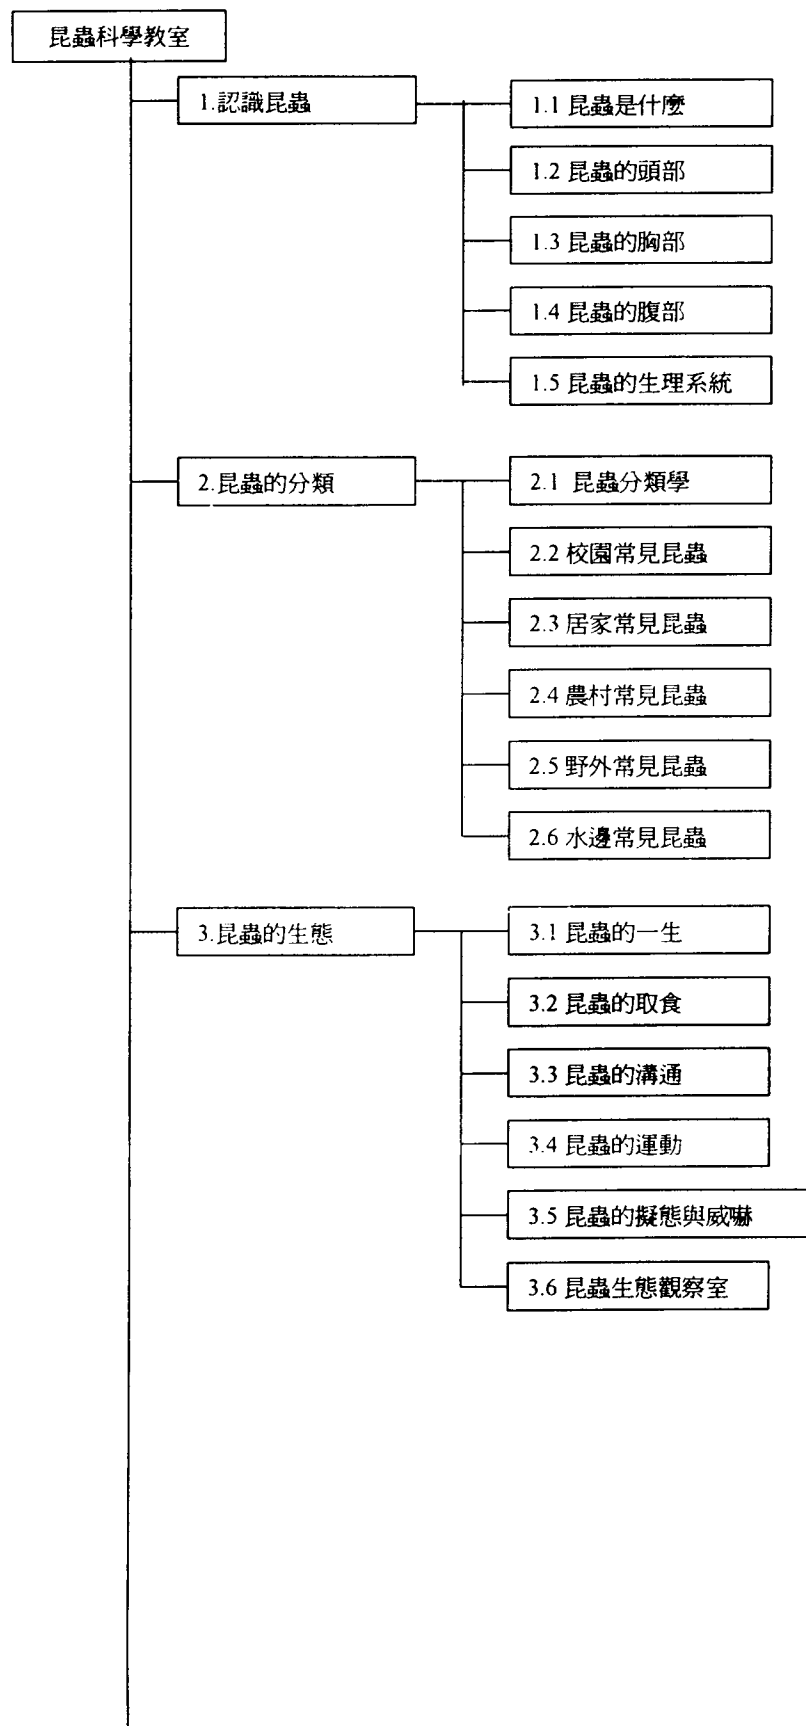 昆蟲科學教室
1.認識昆蟲
1.1 昆蟲是什麼
1.2 昆蟲的頭部
1.3 昆蟲的胸部
1.4 昆蟲的腹部
1.5 昆蟲的生理系統
2.昆蟲的分類
2.1 昆蟲分類學
2.2 校園常見昆蟲
2.3 居家常見昆蟲
2.4 農村常見昆蟲
2.5 野外常見昆蟲
2.6 水邊常見昆蟲
3.昆蟲的生態
3.1 昆蟲的一生
3.2 昆蟲的取食
3.3 昆蟲的溝通
3.4 昆蟲的運動
3.5 昆蟲的擬態與威嚇
3.6 昆蟲生態觀察室